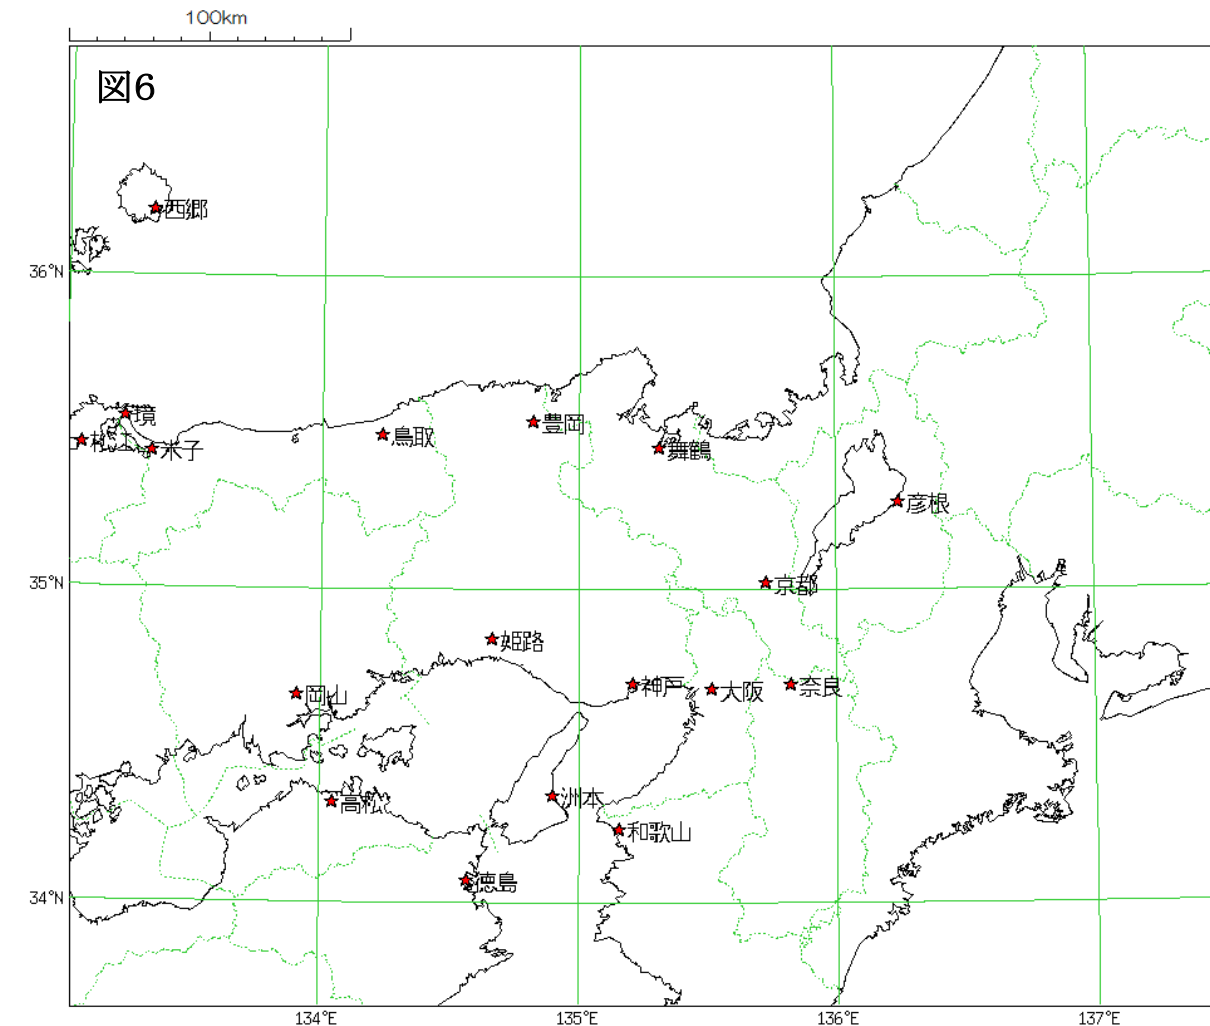 100km
図6
西郷
36°N
境
松江
米子
鳥取
豊岡
舞鶴
彦根
35°N
京都
姫路
岡山
神戸
大阪
奈良
高松
洲本
和歌山
徳島
34°N
134°E
135°E
136°E
137°E